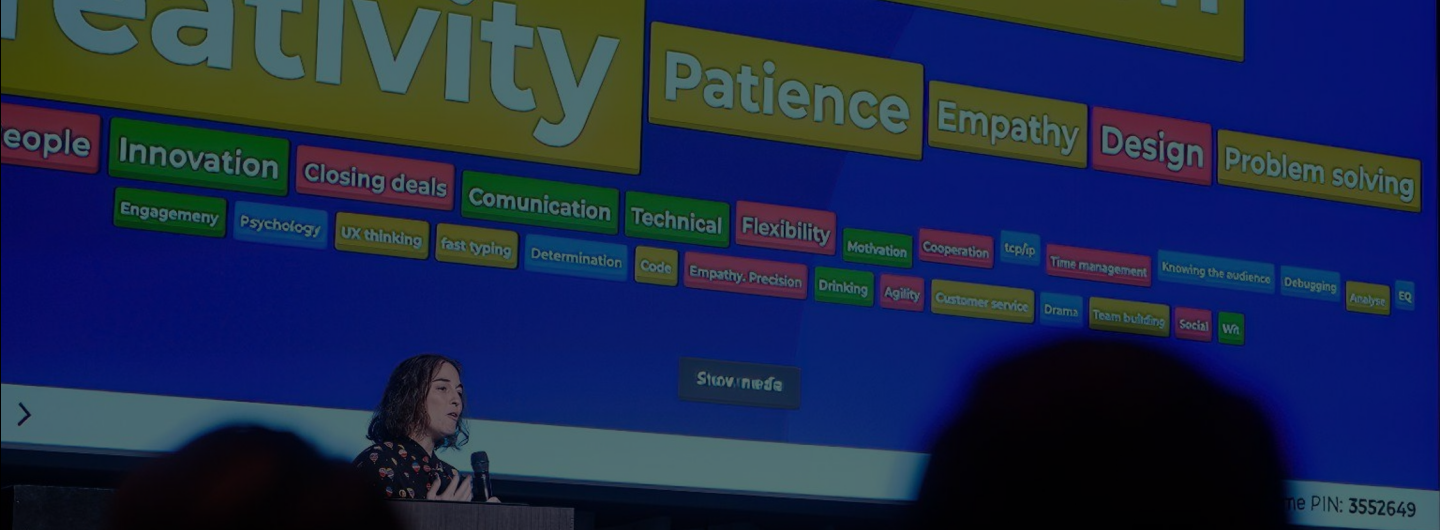 reativity
Patience
Empathy
Design
Problem solving
eople
Innovation
Closing deals
Comunication
Technical
Flexibility
Motivation
Cooperation
tcp/ip
Time management
Knowing the audience
Debugging
Analyse
EQ
Engagemeny
Psychology
UX thinking
fast typing
Determination
Code
Empathy. Precision
Drinking
Agility
Customer service
Drama
Team building
Social
me PIN: 3552649